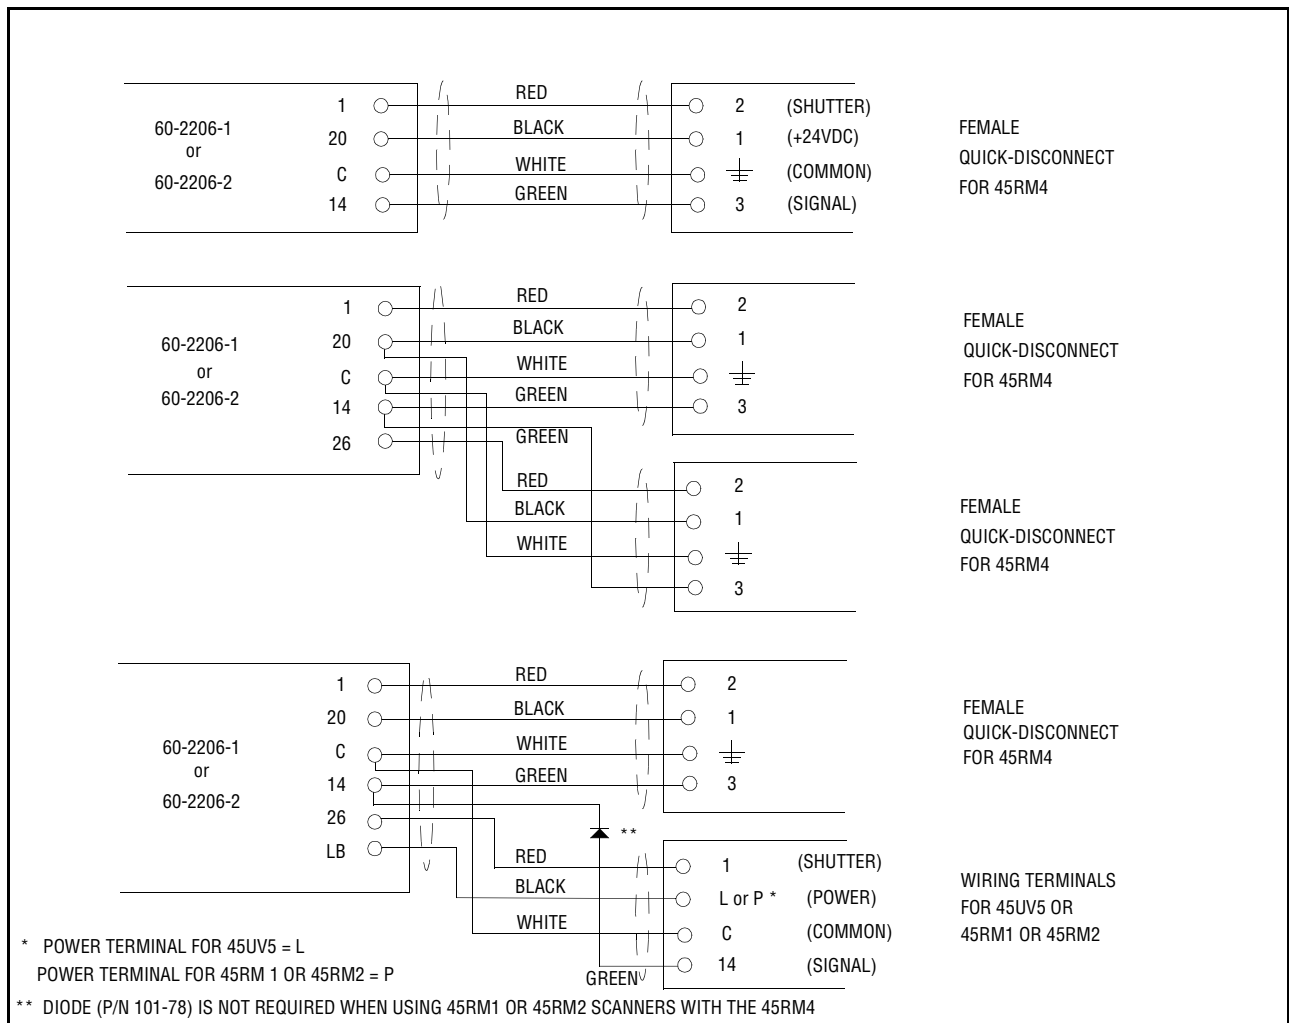 RED
1
2 (SHUTTER)
60-2206-1
or
60-2206-2
BLACK
20
1 (+24VDC)
WHITE
C
(COMMON)
GREEN
14
3 (SIGNAL)
FEMALE
QUICK-DISCONNECT
FOR 45RM4
RED
1
2
60-2206-1
or
60-2206-2
BLACK
20
1
WHITE
C
GREEN
14
3
GREEN
26
FEMALE
QUICK-DISCONNECT
FOR 45RM4
RED
2
BLACK
1
WHITE
3
FEMALE
QUICK-DISCONNECT
FOR 45RM4
RED
1
2
60-2206-1
or
60-2206-2
BLACK
20
1
WHITE
C
GREEN
14
3
26
LB
FEMALE
QUICK-DISCONNECT
FOR 45RM4
**
RED
1 (SHUTTER)
BLACK
L or P * (POWER)
WHITE
C (COMMON)
GREEN
14 (SIGNAL)
WIRING TERMINALS
FOR 45UV5 OR
45RM1 OR 45RM2
* POWER TERMINAL FOR 45UV5 = L
POWER TERMINAL FOR 45RM 1 OR 45RM2 = P
** DIODE (P/N 101-78) IS NOT REQUIRED WHEN USING 45RM1 OR 45RM2 SCANNERS WITH THE 45RM4